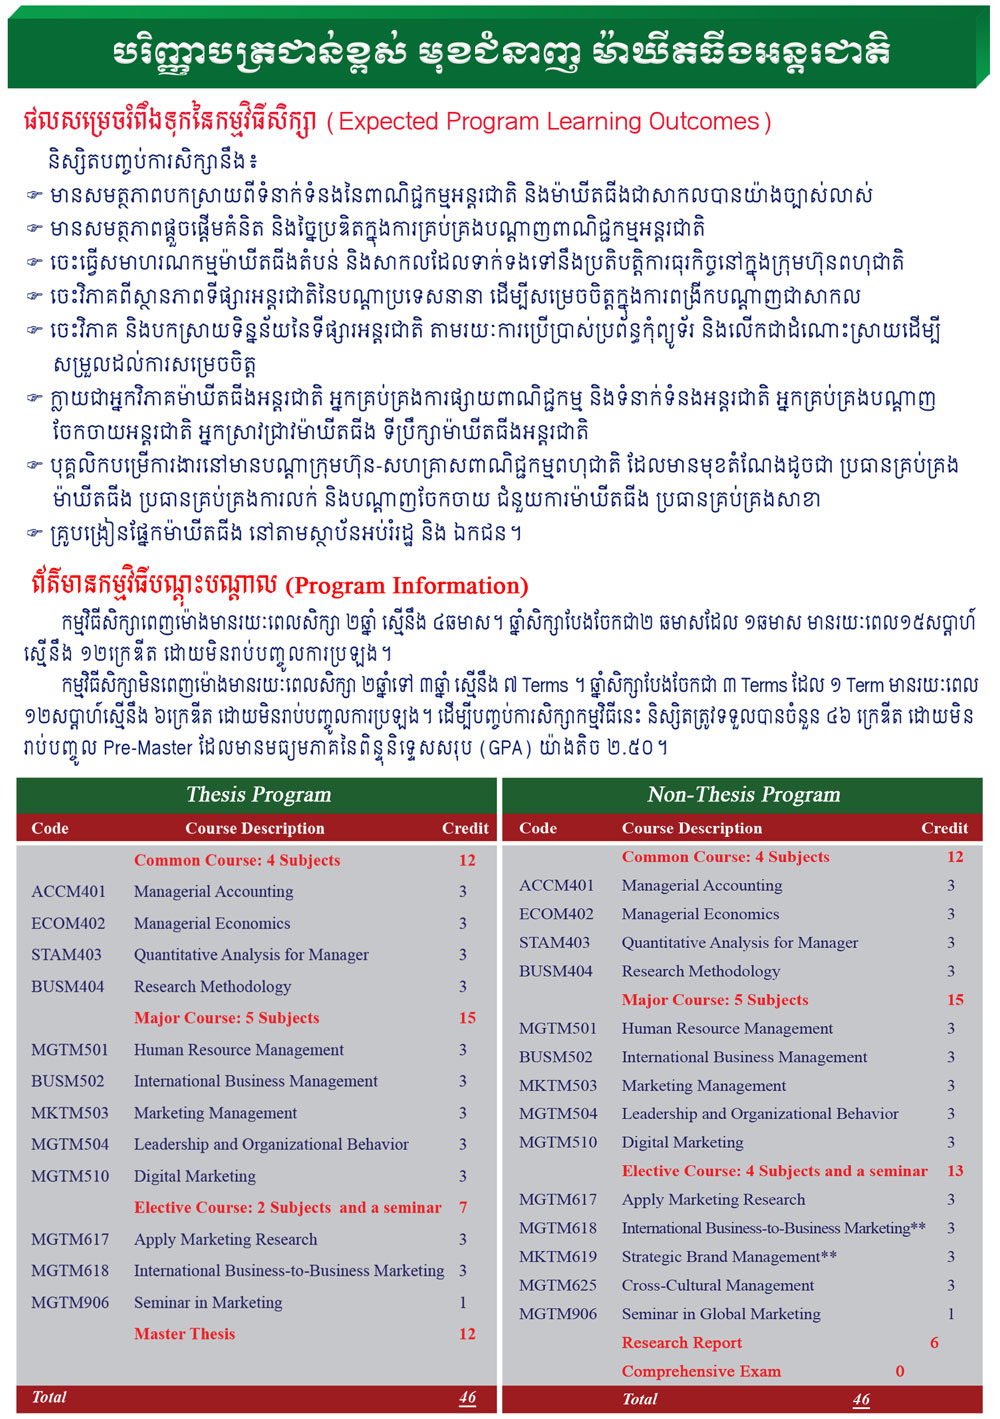 បរិញ្ញាបត្រជាន់ខ្ពស់ មុខជំនាញ ម៉ាឃីតធីងអន្តរជាតិ
ផលសម្រេចរំពឹងទុកនៃកម្មវិធីសិក្សា (Expected Program Learning Outcomes)
និស្សិតបញ្ចប់ការសិក្សានឹង៖
☞ មានសមត្ថភាពបកស្រាយពីទំនាក់ទំនងនៃពាណិជ្ជកម្មអន្តរជាតិ និងម៉ាឃីតធីងជាសាកលបានយ៉ាងច្បាស់លាស់
☞ មានសមត្ថភាពផ្តួចផ្តើមគំនិត និងច្នៃប្រឌិតក្នុងការគ្រប់គ្រងបណ្តាញពាណិជ្ជកម្មអន្តរជាតិ
☞ ចេះធ្វើសមាហរណកម្មម៉ាឃីតធីងតំបន់ និងសាកលដែលទាក់ទងទៅនឹងប្រតិបត្តិការធុរកិច្ចនៅក្នុងក្រុមហ៊ុនពហុជាតិ
☞ ចេះវិភាគពីស្ថានភាពទីផ្សារអន្តរជាតិនៃបណ្តាប្រទេសនានា ដើម្បីសម្រេចចិត្តក្នុងការពង្រីកបណ្តាញជាសាកល
☞ ចេះវិភាគ និងបកស្រាយទិន្នន័យនៃទីផ្សារអន្តរជាតិ តាមរយៈការប្រើប្រាស់ប្រព័ន្ធកុំព្យូទ័រ និងលើកជាដំណោះស្រាយដើម្បី
សម្រួលដល់ការសម្រេចចិត្ត
☞ ក្លាយជាអ្នកវិភាគម៉ាឃីតធីងអន្តរជាតិ អ្នកគ្រប់គ្រងការផ្សាយពាណិជ្ជកម្ម និងទំនាក់ទំនងអន្តរជាតិ អ្នកគ្រប់គ្រងបណ្តាញ
ចែកចាយអន្តរជាតិ អ្នកស្រាវជ្រាវម៉ាឃីតធីង ទីប្រឹក្សាម៉ាឃីតធីងអន្តរជាតិ
☞ បុគ្គលិកបម្រើការងារនៅមានបណ្តាក្រុមហ៊ុន-សហគ្រាសពាណិជ្ជកម្មពហុជាតិ ដែលមានមុខតំណែងដូចជា ប្រធានគ្រប់គ្រង
ម៉ាឃីតធីង ប្រធានគ្រប់គ្រងការលក់ និងបណ្តាញចែកចាយ ជំនួយការម៉ាឃីតធីង ប្រធានគ្រប់គ្រងសាខា
☞ គ្រូបង្រៀនផ្នែកម៉ាឃីតធីង នៅតាមស្ថាប័នអប់រំរដ្ឋ និង ឯកជន។
ព័ត៌មានកម្មវិធីបណ្តុះបណ្តាល (Program Information)
កម្មវិធីសិក្សាពេញម៉ោងមានរយៈពេលសិក្សា ២ឆ្នាំ ស្មើនឹង ៤ឆមាស។ ឆ្នាំសិក្សាបែងចែកជា២ ឆមាសដែល ១ឆមាស មានរយៈពេល១៥សប្តាហ៍
ស្មើនឹង ១២ក្រេឌីត ដោយមិនរាប់បញ្ចូលការប្រឡង។
កម្មវិធីសិក្សាមិនពេញម៉ោងមានរយៈពេលសិក្សា ២ឆ្នាំទៅ ៣ឆ្នាំ ស្មើនឹង ៧ Terms ។ ឆ្នាំសិក្សាបែងចែកជា ៣ Terms ដែល ១ Term មានរយៈពេល
១២សប្តាហ៍ស្មើនឹង ៦ក្រេឌីត ដោយមិនរាប់បញ្ចូលការប្រឡង។ ដើម្បីបញ្ចប់ការសិក្សាកម្មវិធីនេះ និស្សិតត្រូវទទួលបានចំនួន ៤៦ ក្រេឌីត ដោយមិន
រាប់បញ្ចូល Pre-Master ដែលមានមធ្យមភាគនៃពិន្ទុនិទ្ទេសសរុប (GPA) យ៉ាងតិច ២.៥០។
Thesis Program
Code Course Description Credit
Common Course: 4 Subjects 12
ACCM401 Managerial Accounting 3
ECOM402 Managerial Economics 3
STAM403 Quantitative Analysis for Manager 3
BUSM404 Research Methodology 3
Major Course: 5 Subjects 15
MGTM501 Human Resource Management 3
BUSM502 International Business Management 3
MKTM503 Marketing Management 3
MGTM504 Leadership and Organizational Behavior 3
MGTM510 Digital Marketing 3
Elective Course: 2 Subjects and a seminar 7
MGTM617 Apply Marketing Research 3
MGTM618 International Business-to-Business Marketing 3
MGTM906 Seminar in Marketing 1
Master Thesis 12
Total 46
Non-Thesis Program
Code Course Description Credit
Common Course: 4 Subjects 12
ACCM401 Managerial Accounting 3
ECOM402 Managerial Economics 3
STAM403 Quantitative Analysis for Manager 3
BUSM404 Research Methodology 3
Major Course: 5 Subjects 15
MGTM501 Human Resource Management 3
BUSM502 International Business Management 3
MKTM503 Marketing Management 3
MGTM504 Leadership and Organizational Behavior 3
MGTM510 Digital Marketing 3
Elective Course: 4 Subjects and a seminar 13
MGTM617 Apply Marketing Research 3
MGTM618 International Business-to-Business Marketing** 3
MKTM619 Strategic Brand Management** 3
MGTM625 Cross-Cultural Management 3
MGTM906 Seminar in Global Marketing 1
Research Report 6
Comprehensive Exam 0
Total 46